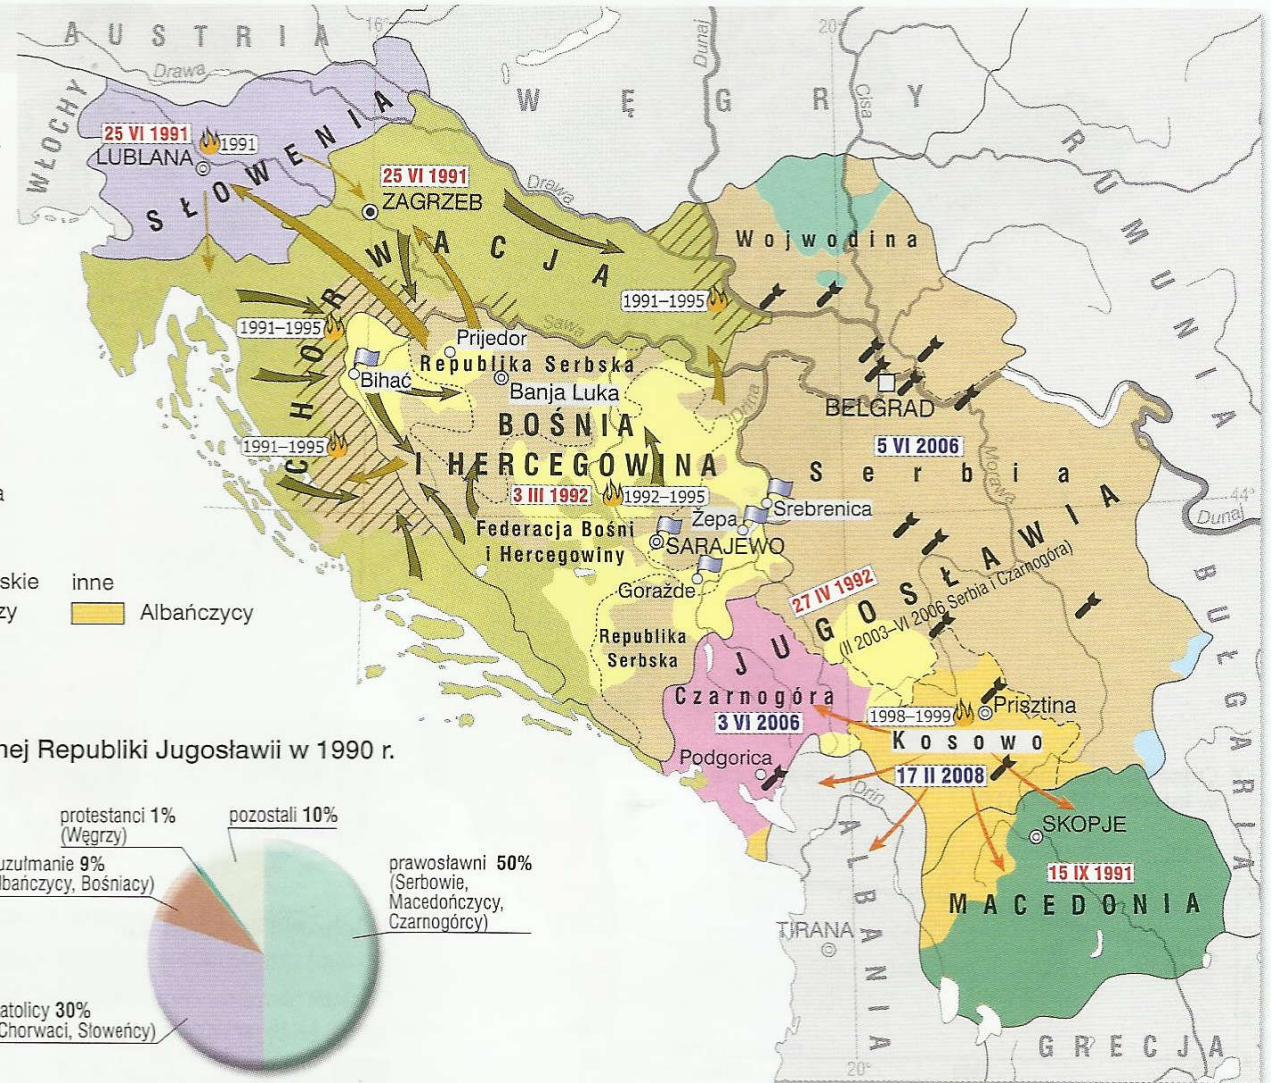 AUSTRIA
16°
20°
Dunaj
Drawa
WŁOCHY
WĘGRY
Cisa
RUMUNIA
25 VI 1991
1991
LUBLANA
SŁOWENIA
25 VI 1991
ZAGRZEB
Drawa
CHORWACJA
Wojwodina
1991–1995
1991–1995
Sawa
Prijedor
Republika Serbska
Bihać
Banja Luka
BELGRAD
Drina
BOŚNIA
I HERCEGOWINA
5 VI 2006
Morawa
1991–1995
Serbia
3 III 1992
1992–1995
44°
Dunaj
Žepa
Srebrenica
Federacja Bośni
i Hercegowiny
SARAJEWO
JUGOSŁAWIA
(II 2003–VI 2006 Serbia i Czarnogóra)
27 IV 1992
Goražde
BUŁGARIA
skie
inne
zy
Albańczycy
Republika
Serbska
Czarnogóra
3 VI 2006
1998–1999
Prisztina
Kosowo
Podgorica
17 II 2008
Drin
nej Republiki Jugosławii w 1990 r.
SKOPJE
15 IX 1991
MACEDONIA
ALBANIA
TIRANA
GRECJA
20°
protestanci 1%
(Węgrzy)
pozostali 10%
uzułmanie 9%
lbańczycy, Bośniacy)
prawosławni 50%
(Serbowie,
Macedończycy,
Czarnogórcy)
atolicy 30%
Chorwaci, Słoweńcy)